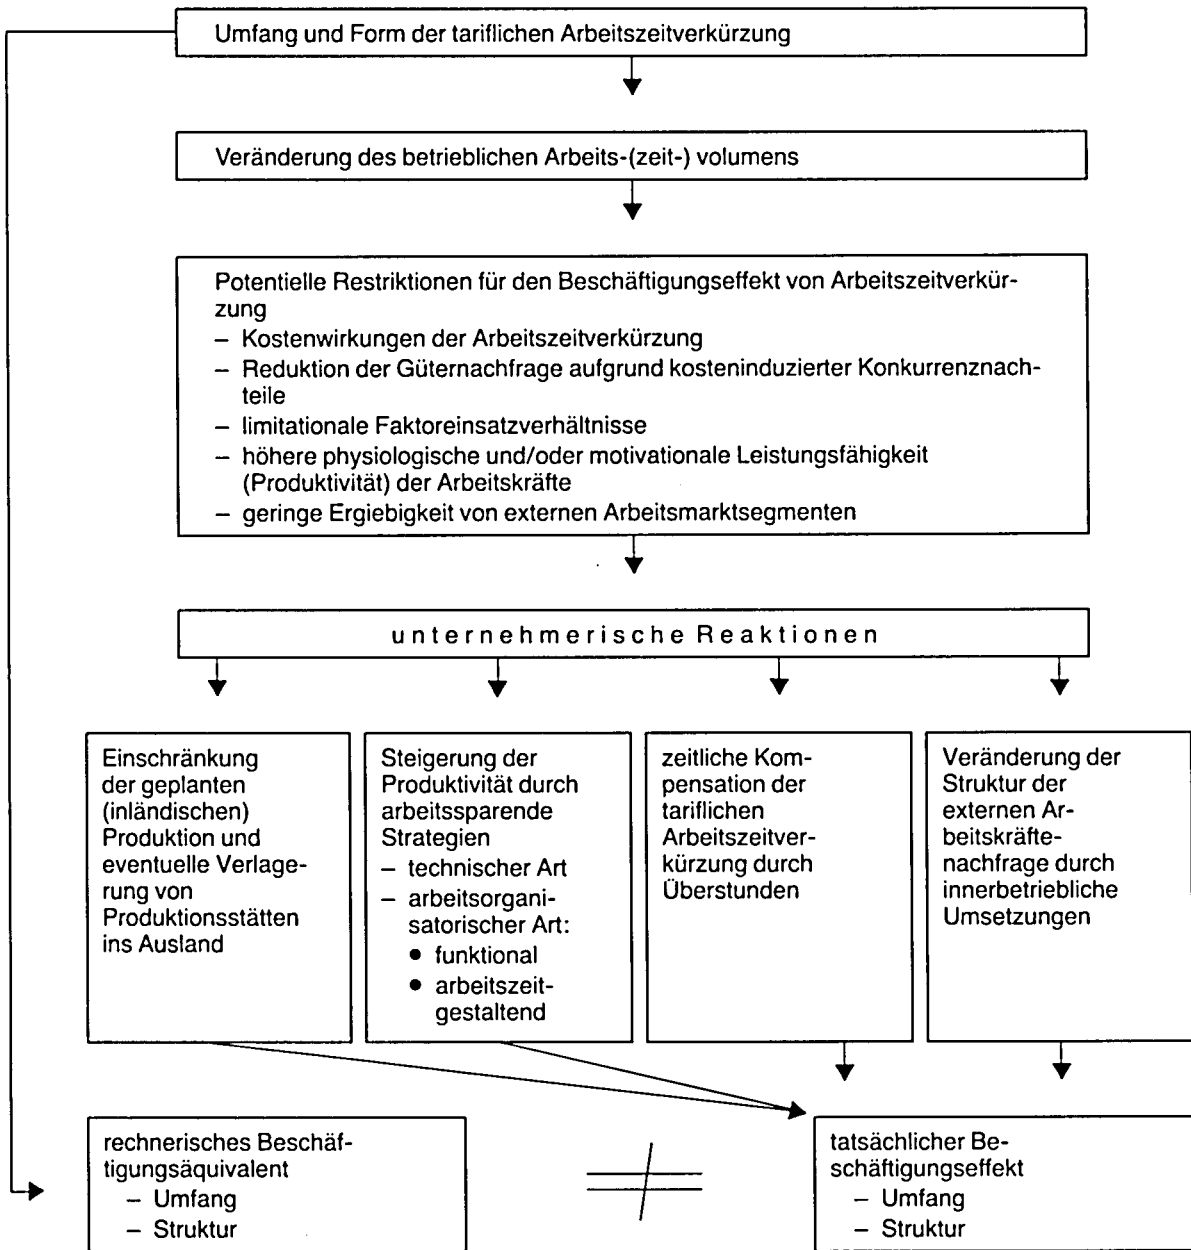 Umfang und Form der tariflichen Arbeitszeitverkürzung
Veränderung des betrieblichen Arbeits-(zeit-) volumens
Potentielle Restriktionen für den Beschäftigungseffekt von Arbeitszeitverkür-
zung
– Kostenwirkungen der Arbeitszeitverkürzung
– Reduktion der Güternachfrage aufgrund kosteninduzierter Konkurrenznach-
teile
– limitationale Faktoreinsatzverhältnisse
– höhere physiologische und/oder motivationale Leistungsfähigkeit
(Produktivität) der Arbeitskräfte
– geringe Ergiebigkeit von externen Arbeitsmarktsegmenten
unternehmerische Reaktionen
Einschränkung
der geplanten
(inländischen)
Produktion und
eventuelle Verlage-
rung von
Produktionsstätten
ins Ausland
Steigerung der
Produktivität durch
arbeitssparende
Strategien
– technischer Art
– arbeitsorgani-
satorischer Art:
● funktional
● arbeitszeit-
gestaltend
zeitliche Kom-
pensation der
tariflichen
Arbeitszeitver-
kürzung durch
Überstunden
Veränderung der
Struktur der
externen Ar-
beitskräfte-
nachfrage durch
innerbetriebliche
Umsetzungen
rechnerisches Beschäf-
tigungsäquivalent
– Umfang
– Struktur
≠
tatsächlicher Be-
schäftigungseffekt
– Umfang
– Struktur